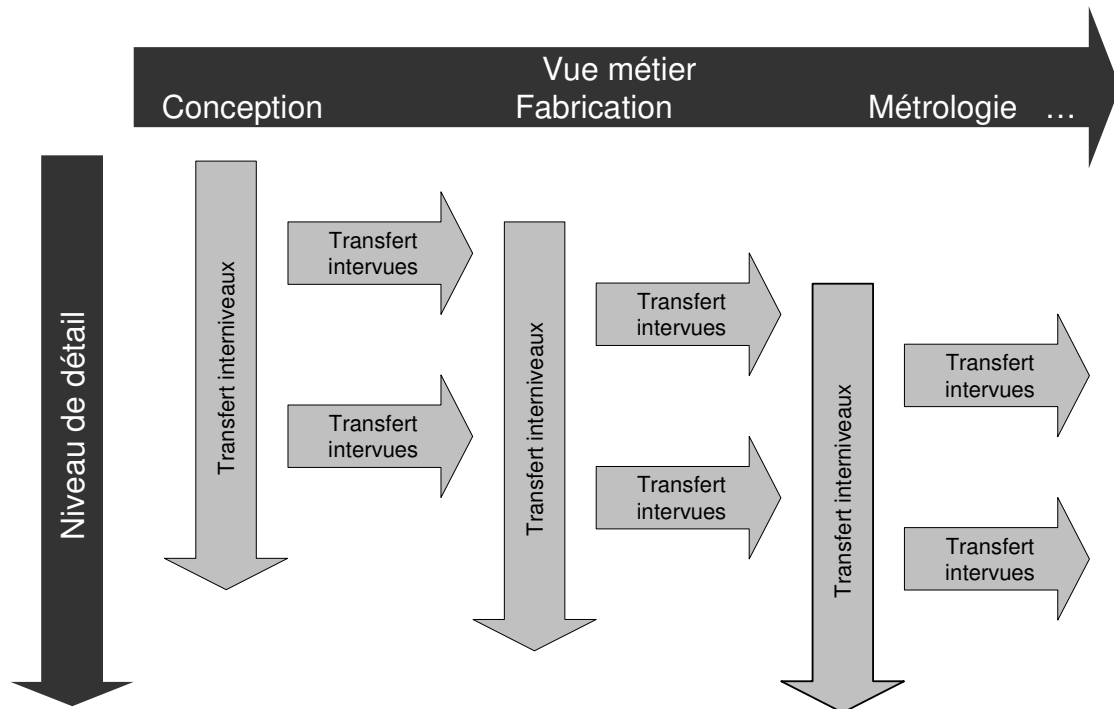 Vue métier
Conception Fabrication Métrologie …
Niveau de détail
Transfert interniveaux
Transfert
intervues
Transfert
intervues
Transfert interniveaux
Transfert
intervues
Transfert
intervues
Transfert interniveaux
Transfert
intervues
Transfert
intervues